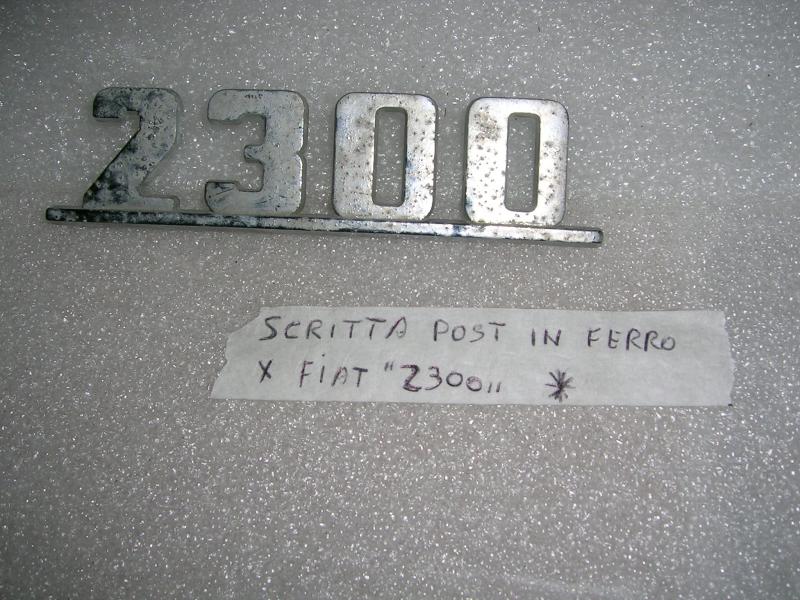 2300
SCRITTA POST IN FERRO
X FiAT "2300" *